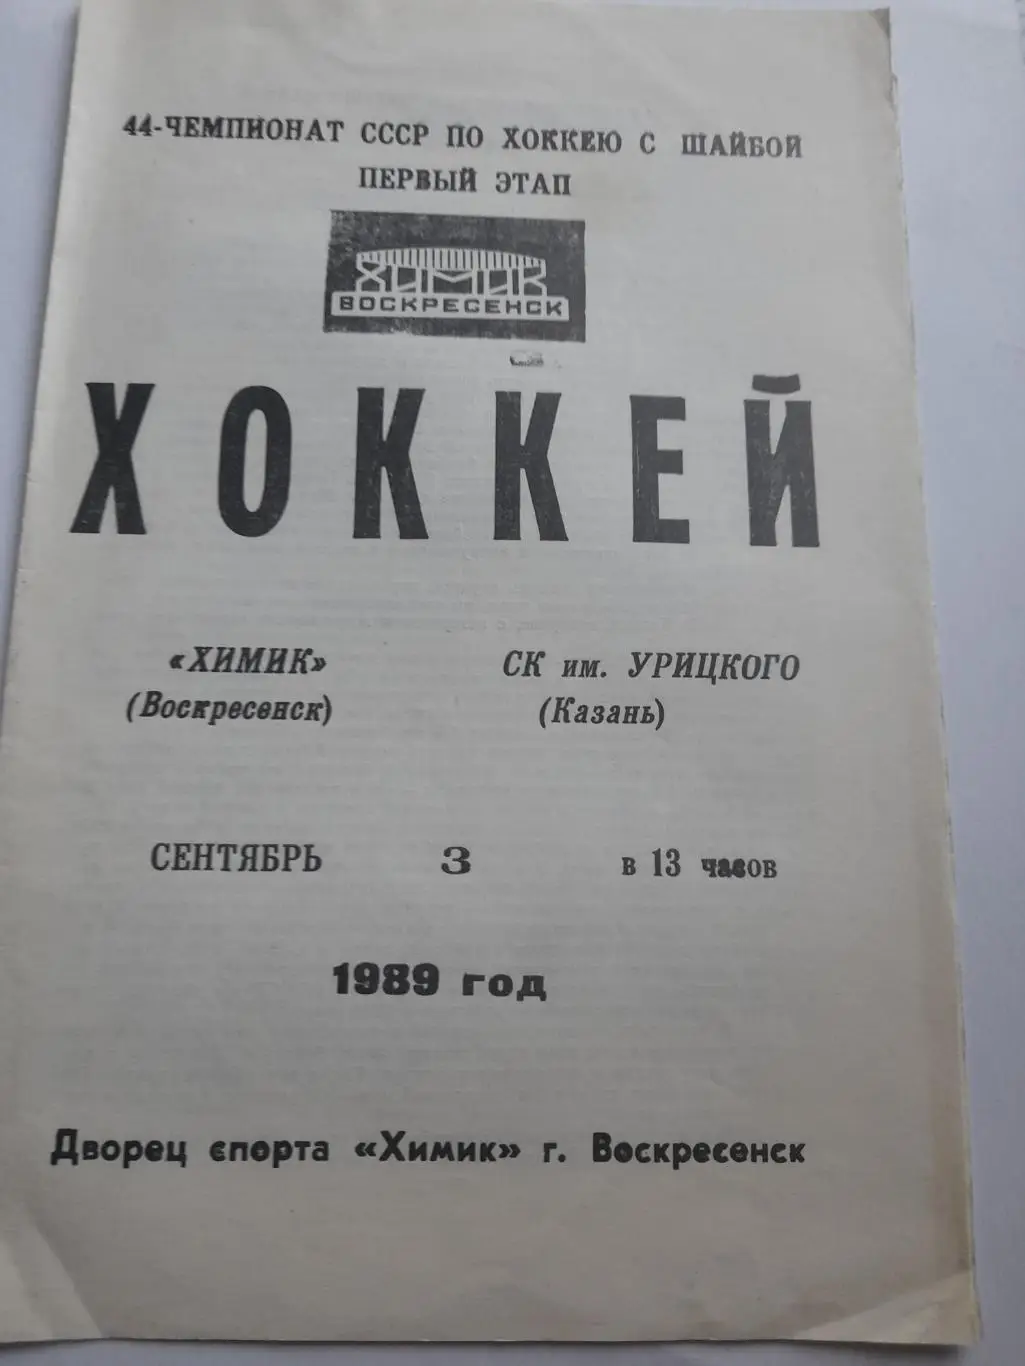 44-ЧЕМПИОНАТ СССР ПО ХОККЕЮ С ШАЙБОЙ
ПЕРВЫЙ ЭТАП
ХИМИК
ВОСКРЕСЕНСК
ХОККЕЙ
«ХИМИК» СК им. УРИЦКОГО
(Воскресенск) (Казань)
СЕНТЯБРЬ 3 в 13 часов
1989 год
Дворец спорта «Химик» г. Воскресенск